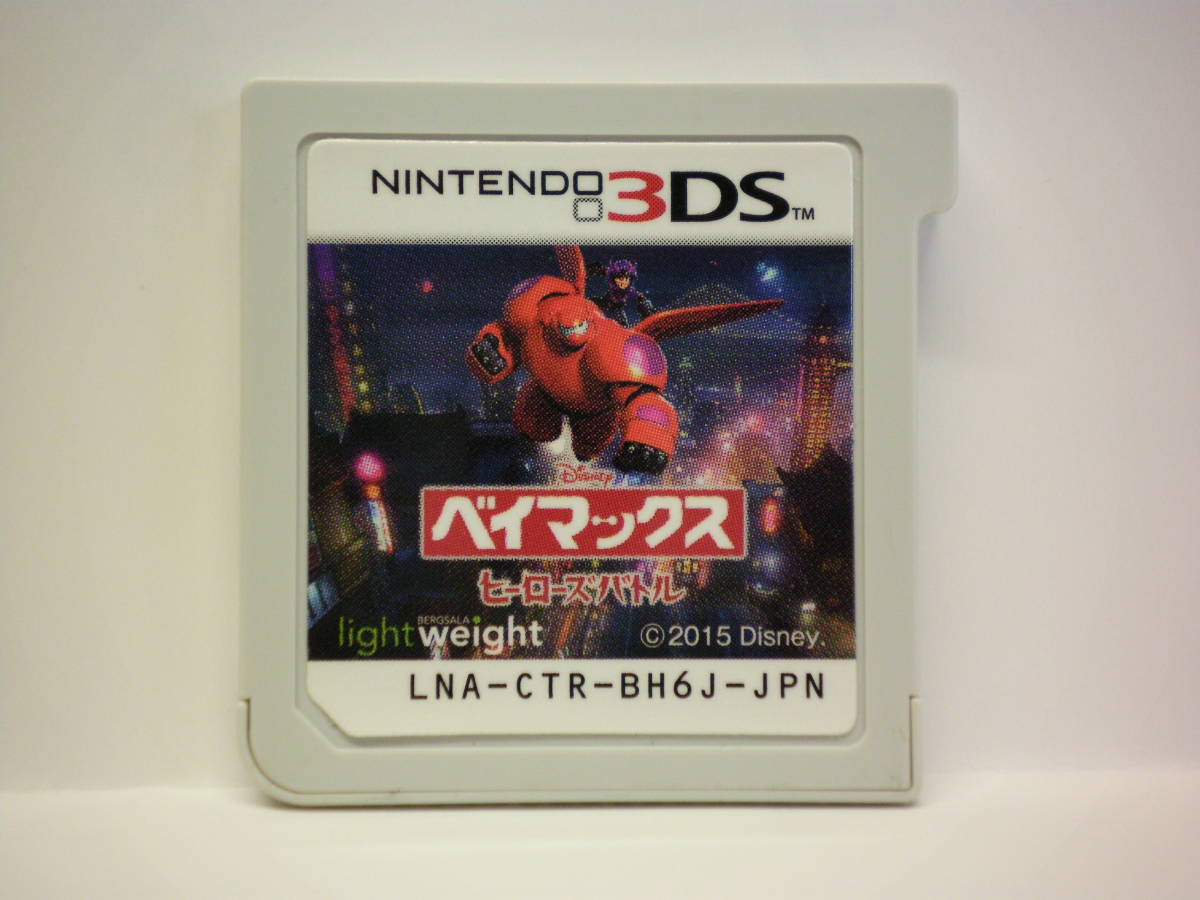 NINTENDO 3DS™
Disney
ベイマックス
ヒーローズバトル
BERGSALA
lightweight
©2015 Disney.
LNA-CTR-BH6J-JPN